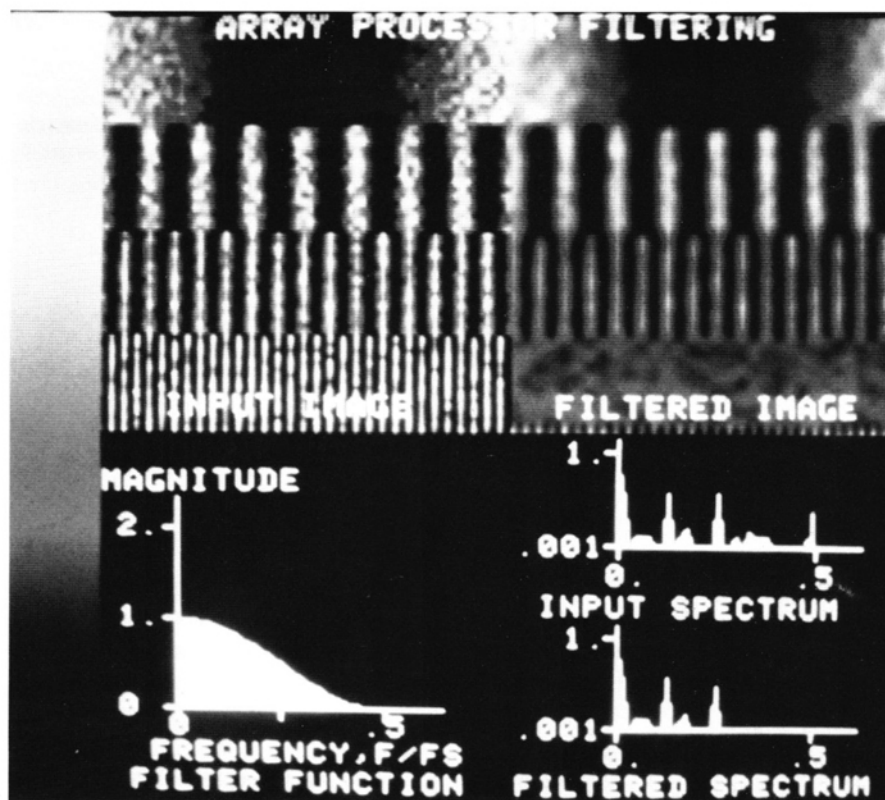 ARRAY PROCESSOR FILTERING
INPUT IMAGE
FILTERED IMAGE
MAGNITUDE
2.
1.
0
0 .5
FREQUENCY,F/FS
FILTER FUNCTION
1.
.001
0. .5
INPUT SPECTRUM
1.
.001
0. .5
FILTERED SPECTRUM